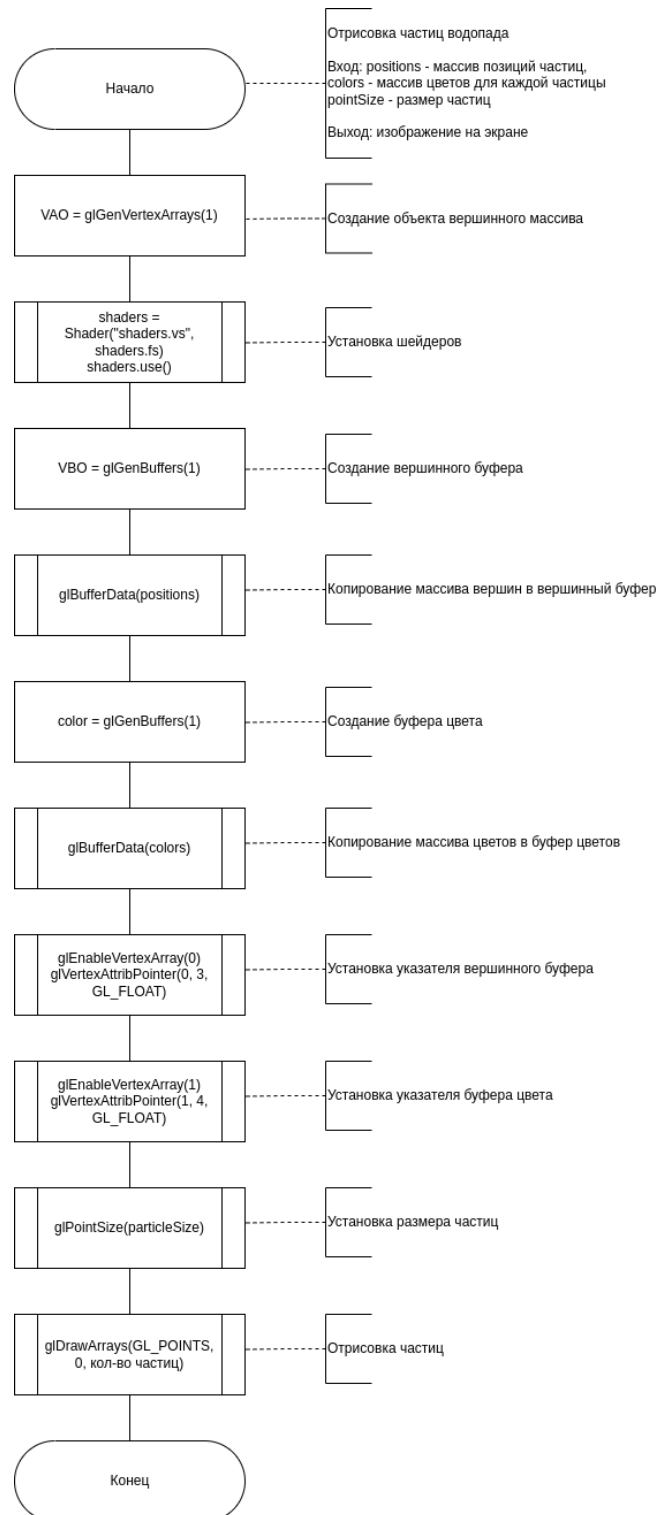 Отрисовка частиц водопада
Вход: positions - массив позиций частиц,
colors - массив цветов для каждой частицы
pointSize - размер частиц
Выход: изображение на экране
Начало
VAO = glGenVertexArrays(1)
Создание объекта вершинного массива
shaders =
Shader("shaders.vs",
shaders.fs)
shaders.use()
Установка шейдеров
VBO = glGenBuffers(1)
Создание вершинного буфера
glBufferData(positions)
Копирование массива вершин в вершинный буфер
color = glGenBuffers(1)
Создание буфера цвета
glBufferData(colors)
Копирование массива цветов в буфер цветов
glEnableVertexArray(0)
glVertexAttribPointer(0, 3,
GL_FLOAT)
Установка указателя вершинного буфера
glEnableVertexArray(1)
glVertexAttribPointer(1, 4,
GL_FLOAT)
Установка указателя буфера цвета
glPointSize(particleSize)
Установка размера частиц
glDrawArrays(GL_POINTS,
0, кол-во частиц)
Отрисовка частиц
Конец